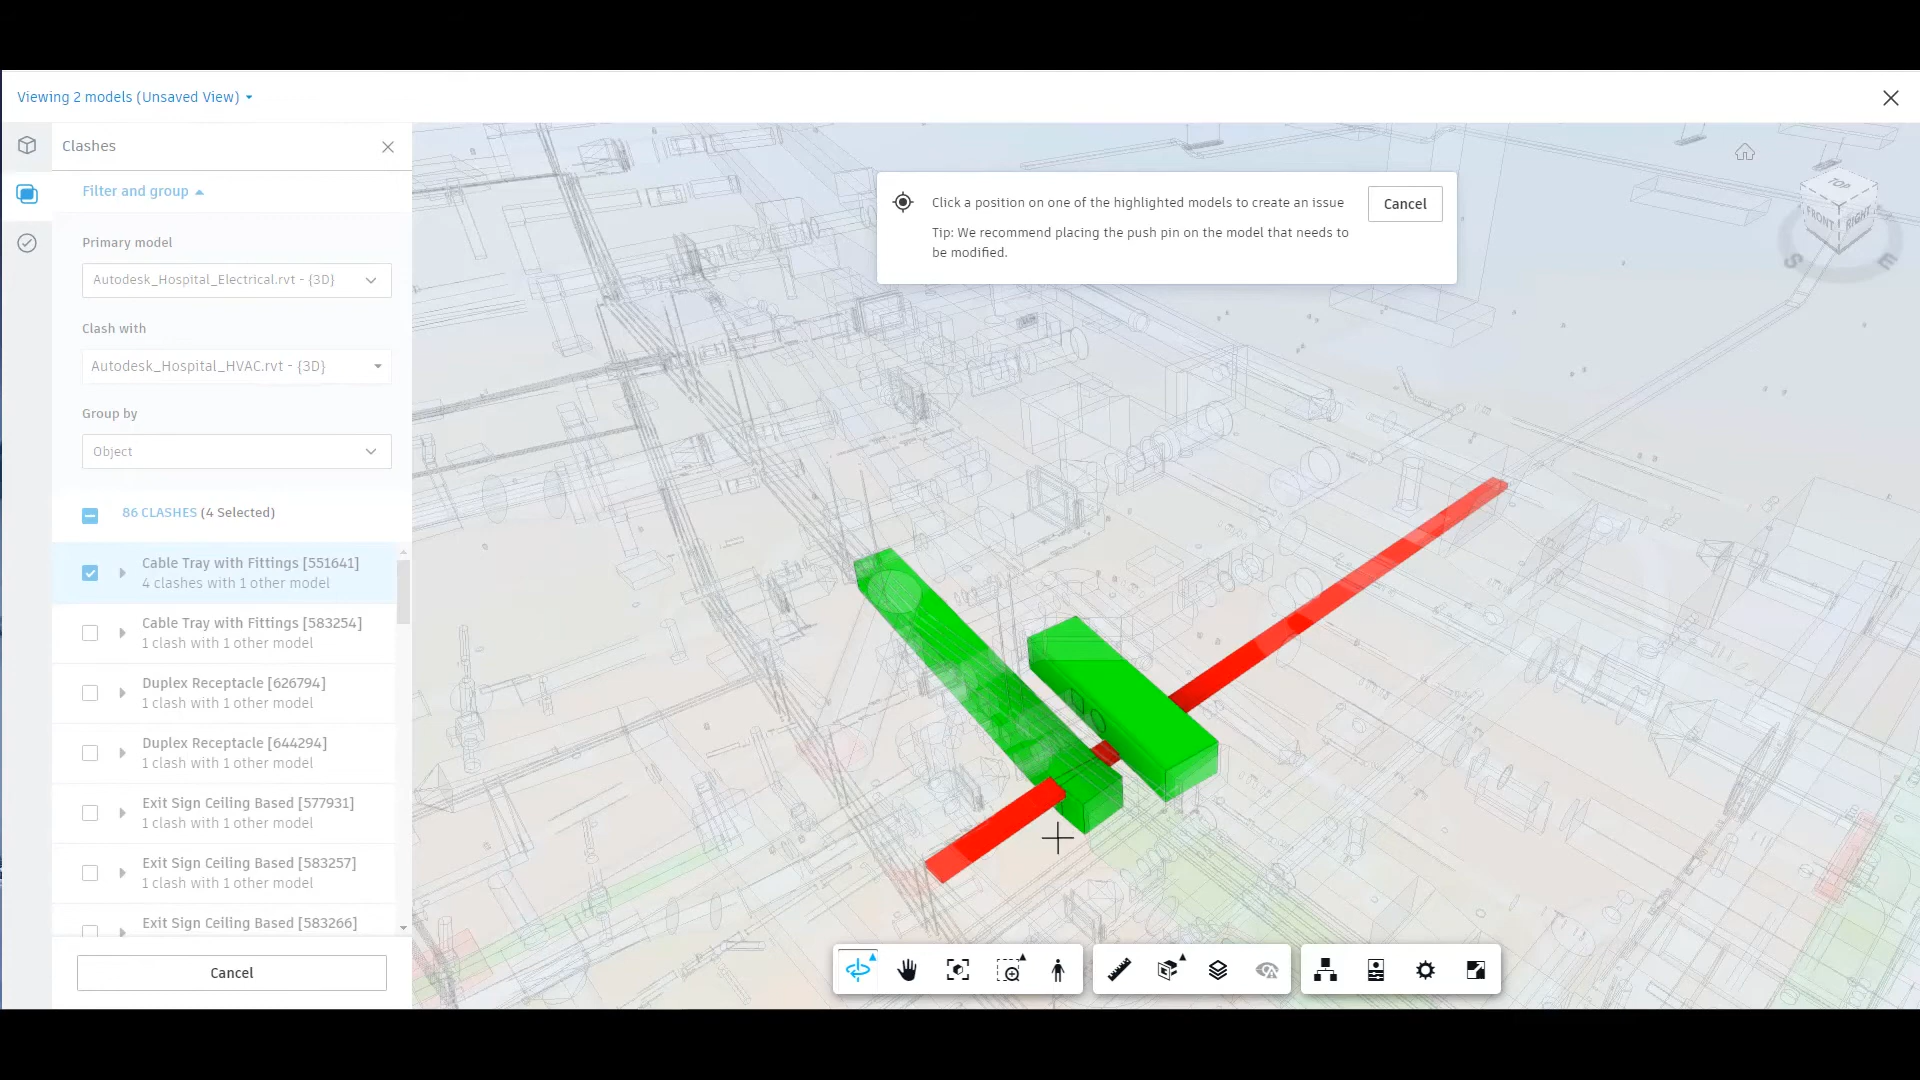 Viewing 2 models (Unsaved View)
Clashes
Filter and group
Primary model
Autodesk_Hospital_Electrical.rvt - {3D}
Clash with
Autodesk_Hospital_HVAC.rvt - {3D}
Group by
Object
86 CLASHES (4 Selected)
Cable Tray with Fittings [551641]
4 clashes with 1 other model
Cable Tray with Fittings [583254]
1 clash with 1 other model
Duplex Receptacle [626794]
1 clash with 1 other model
Duplex Receptacle [644294]
1 clash with 1 other model
Exit Sign Ceiling Based [577931]
1 clash with 1 other model
Exit Sign Ceiling Based [583257]
1 clash with 1 other model
Exit Sign Ceiling Based [583266]
Cancel
Click a position on one of the highlighted models to create an issue
Tip: We recommend placing the push pin on the model that needs to
be modified.
Cancel
TOP
FRONT
RIGHT
S
E